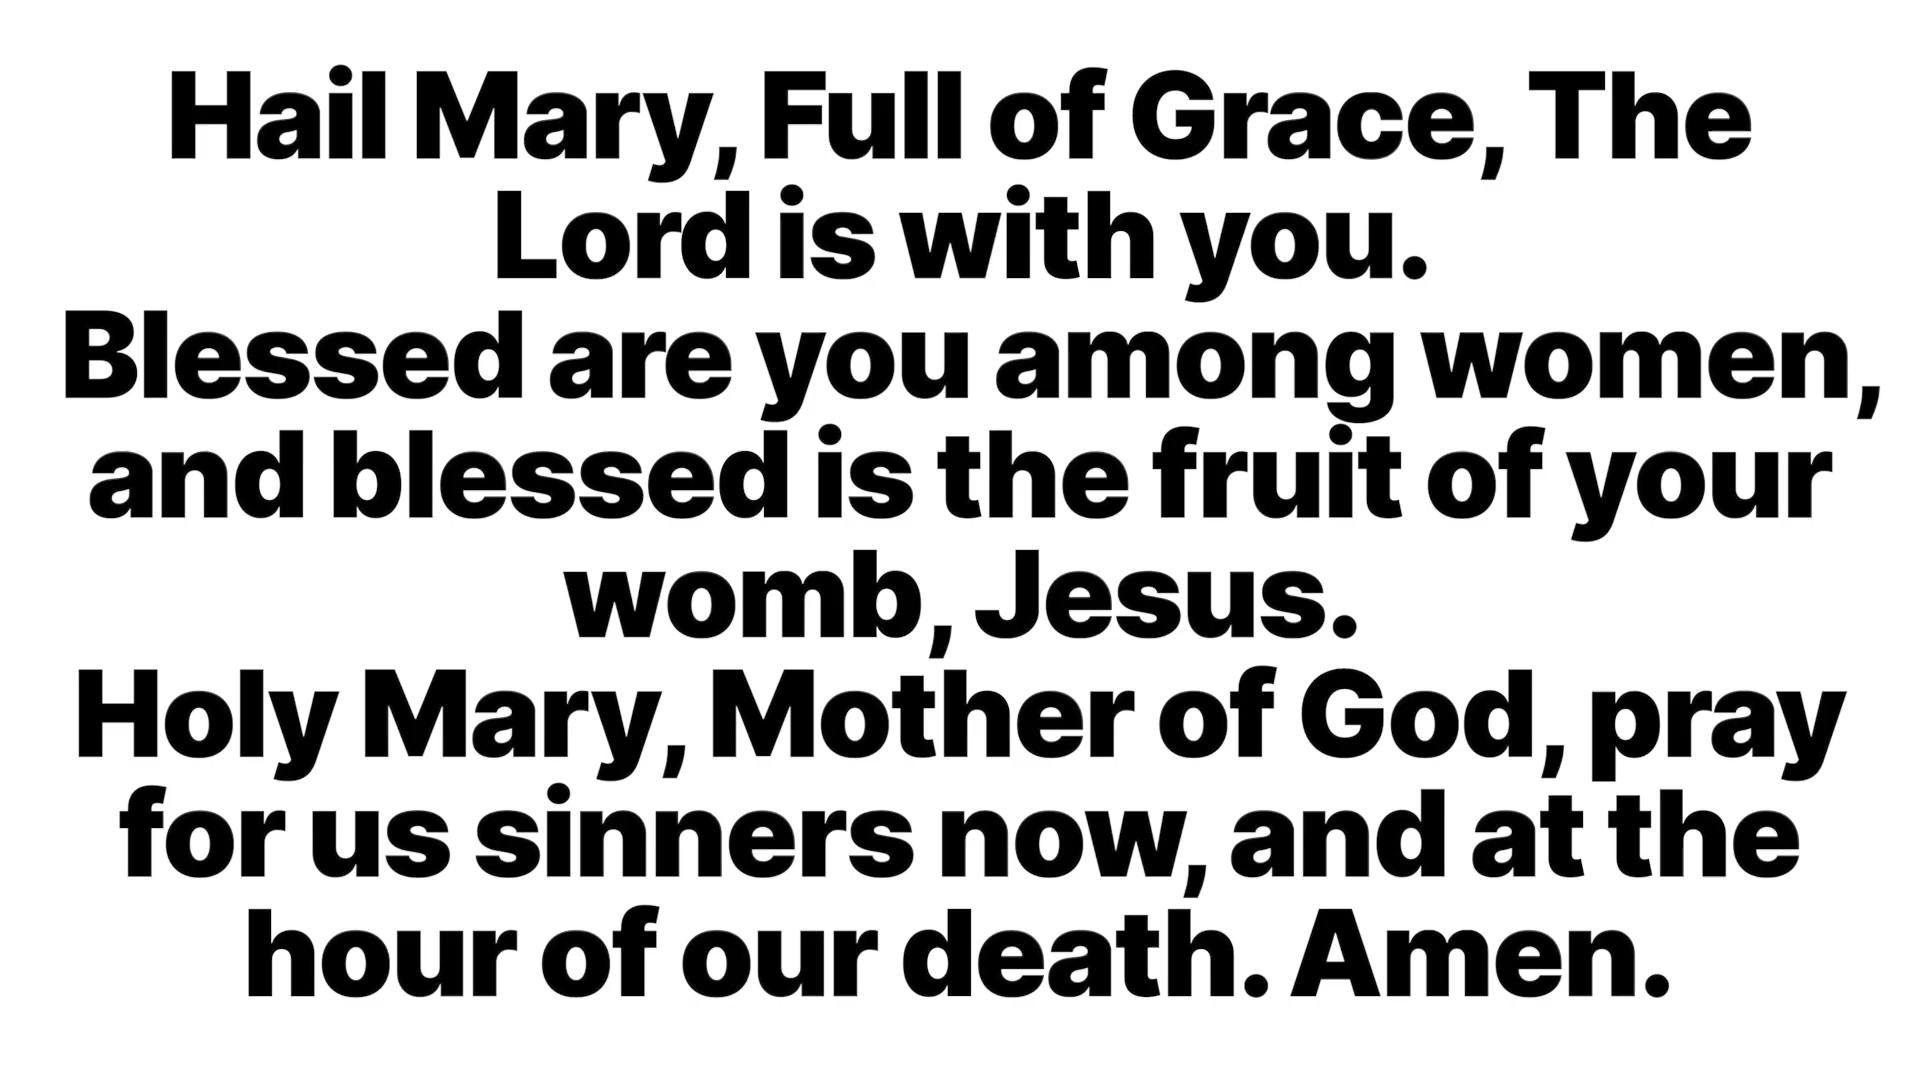 Hail Mary, Full of Grace, The
Lord is with you.
Blessed are you among women,
and blessed is the fruit of your
womb, Jesus.
Holy Mary, Mother of God, pray
for us sinners now, and at the
hour of our death. Amen.